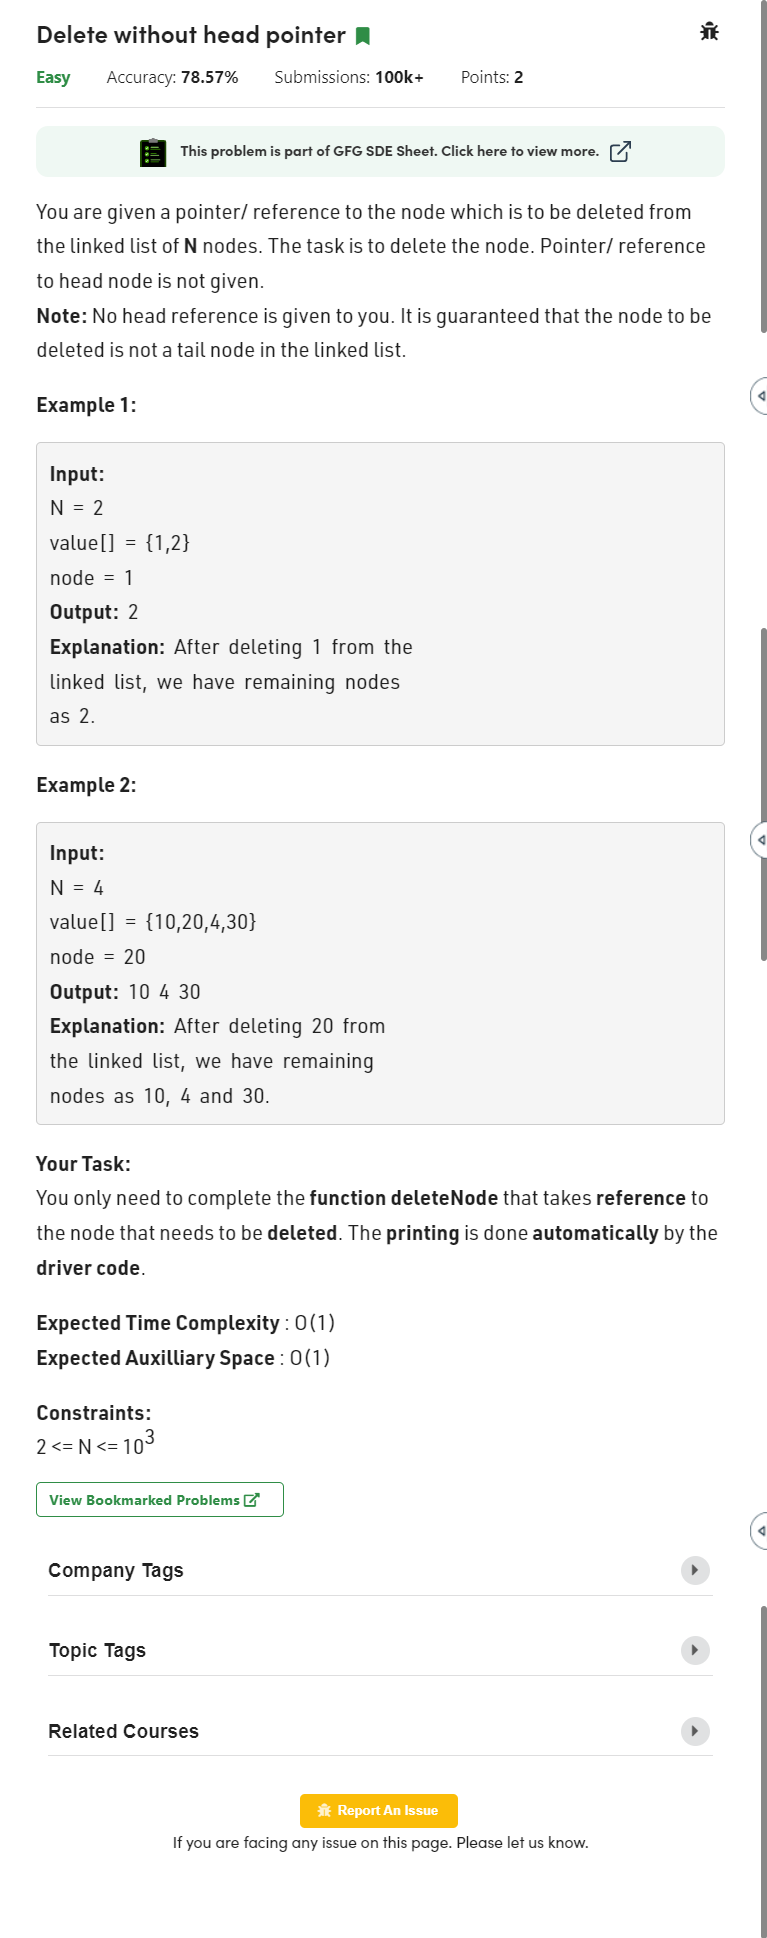 Delete without head pointer
Easy Accuracy: 78.57% Submissions: 100k+ Points: 2
This problem is part of GFG SDE Sheet. Click here to view more.
You are given a pointer/ reference to the node which is to be deleted from
the linked list of N nodes. The task is to delete the node. Pointer/ reference
to head node is not given.
Note: No head reference is given to you. It is guaranteed that the node to be
deleted is not a tail node in the linked list.
Example 1:
Input:
N = 2
value[] = {1,2}
node = 1
Output: 2
Explanation: After deleting 1 from the
linked list, we have remaining nodes
as 2.
Example 2:
Input:
N = 4
value[] = {10,20,4,30}
node = 20
Output: 10 4 30
Explanation: After deleting 20 from
the linked list, we have remaining
nodes as 10, 4 and 30.
Your Task:
You only need to complete the function deleteNode that takes reference to
the node that needs to be deleted. The printing is done automatically by the
driver code.
Expected Time Complexity : O(1)
Expected Auxilliary Space : O(1)
Constraints:
2 <= N <= 10³
View Bookmarked Problems
Company Tags
Topic Tags
Related Courses
Report An Issue
If you are facing any issue on this page. Please let us know.